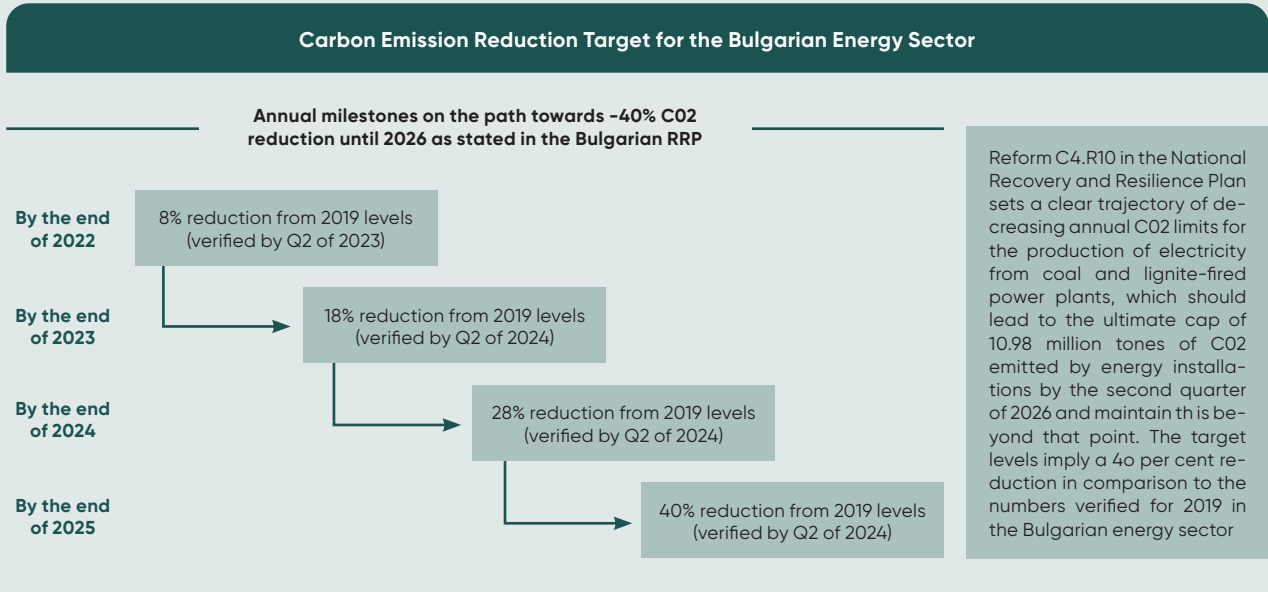 Carbon Emission Reduction Target for the Bulgarian Energy Sector
Annual milestones on the path towards -40% C02
reduction until 2026 as stated in the Bulgarian RRP
By the end
of 2022
8% reduction from 2019 levels
(verified by Q2 of 2023)
By the end
of 2023
18% reduction from 2019 levels
(verified by Q2 of 2024)
By the end
of 2024
28% reduction from 2019 levels
(verified by Q2 of 2024)
By the end
of 2025
40% reduction from 2019 levels
(verified by Q2 of 2024)
Reform C4.R10 in the National
Recovery and Resilience Plan
sets a clear trajectory of de-
creasing annual C02 limits for
the production of electricity
from coal and lignite-fired
power plants, which should
lead to the ultimate cap of
10.98 million tones of C02
emitted by energy installa-
tions by the second quarter
of 2026 and maintain th is be-
yond that point. The target
levels imply a 4o per cent re-
duction in comparison to the
numbers verified for 2019 in
the Bulgarian energy sector